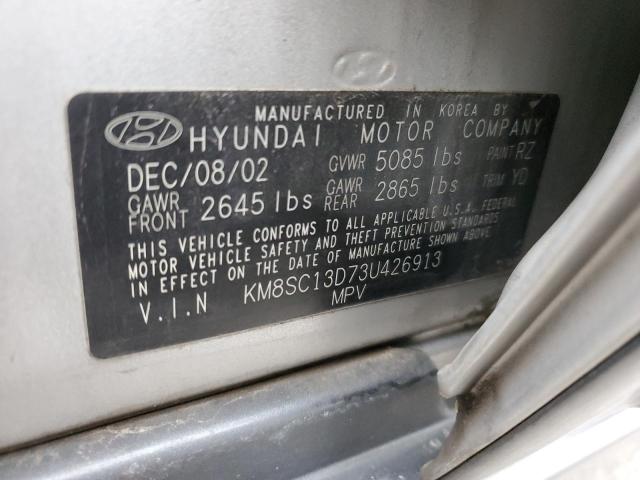 MANUFACTURED IN KOREA BY
HYUNDAI MOTOR COMPANY
DEC/08/02 GVWR 5085 lbs PAINT RZ
GAWR FRONT 2645 lbs GAWR REAR 2865 lbs TRIM YD
THIS VEHICLE CONFORMS TO ALL APPLICABLE U.S.A. FEDERAL
MOTOR VEHICLE SAFETY AND THEFT PREVENTION STANDARDS
IN EFFECT ON THE DATE OF MANUFACTURE SHOWN ABOVE.
V.I.N KM8SC13D73U426913
MPV